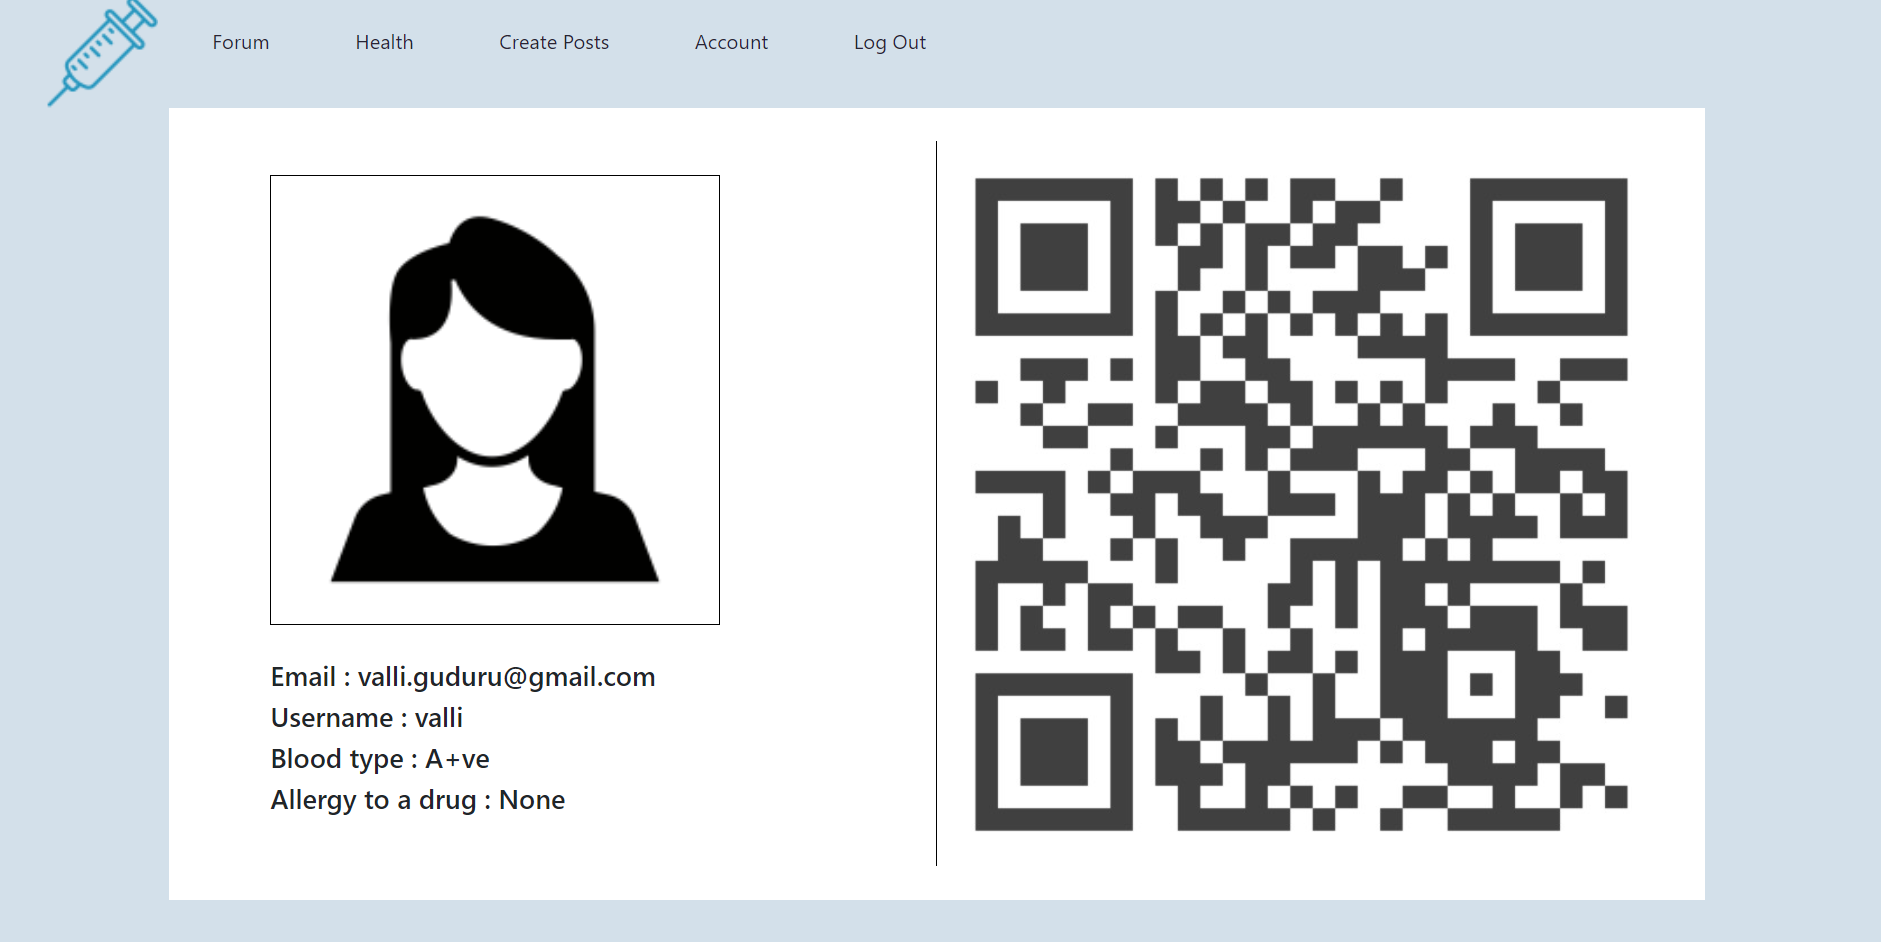 Forum Health Create Posts Account Log Out
Email : valli.guduru@gmail.com
Username : valli
Blood type : A+ve
Allergy to a drug : None